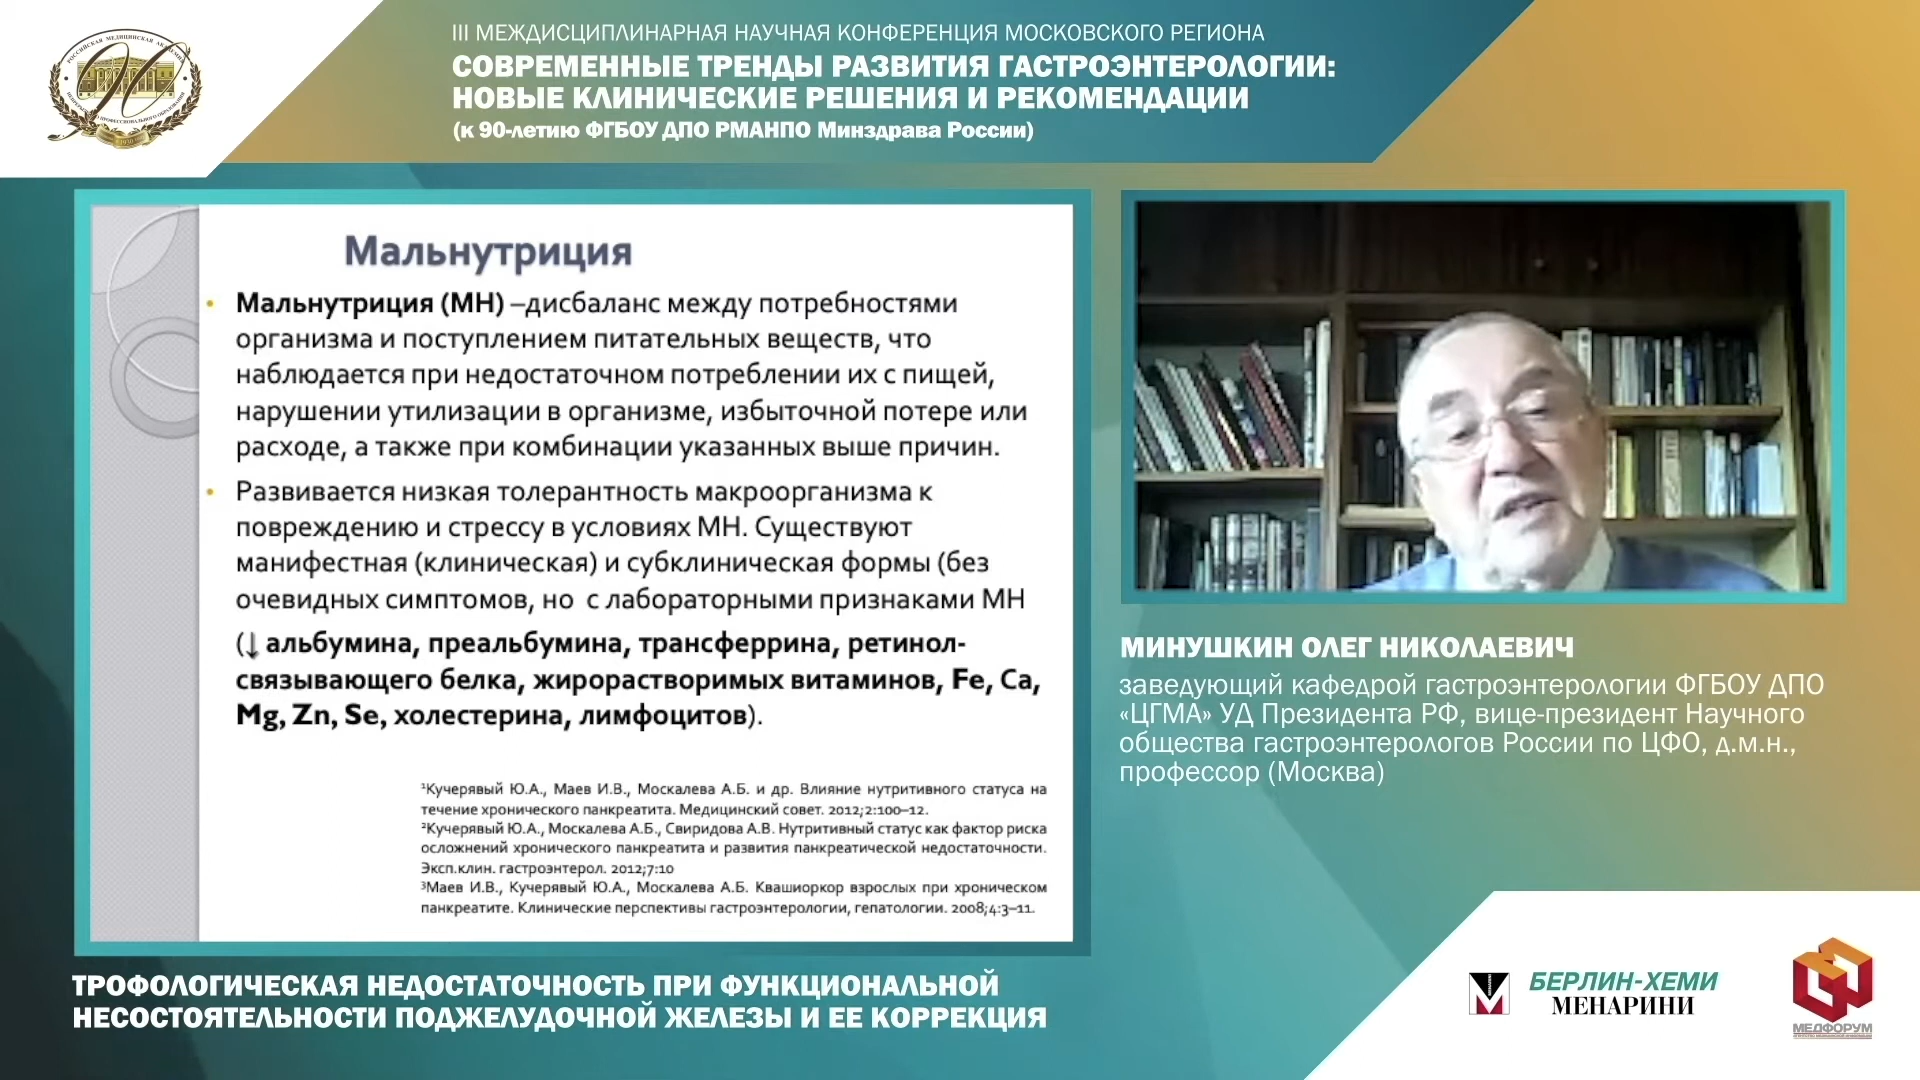 III МЕЖДИСЦИПЛИНАРНАЯ НАУЧНАЯ КОНФЕРЕНЦИЯ МОСКОВСКОГО РЕГИОНА
СОВРЕМЕННЫЕ ТРЕНДЫ РАЗВИТИЯ ГАСТРОЭНТЕРОЛОГИИ:
НОВЫЕ КЛИНИЧЕСКИЕ РЕШЕНИЯ И РЕКОМЕНДАЦИИ
(к 90-летию ФГБОУ ДПО РМАНПО Минздрава России)
Мальнутриция
• Мальнутриция (МН) –дисбаланс между потребностями
организма и поступлением питательных веществ, что
наблюдается при недостаточном потреблении их с пищей,
нарушении утилизации в организме, избыточной потере или
расходе, а также при комбинации указанных выше причин.
• Развивается низкая толерантность макроорганизма к
повреждению и стрессу в условиях МН. Существуют
манифестная (клиническая) и субклиническая формы (без
очевидных симптомов, но с лабораторными признаками МН
(↓ альбумина, преальбумина, трансферрина, ретинол-
связывающего белка, жирорастворимых витаминов, Fe, Ca,
Mg, Zn, Se, холестерина, лимфоцитов).
¹Кучерявый Ю.А., Маев И.В., Москалева А.Б. и др. Влияние нутритивного статуса на
течение хронического панкреатита. Медицинский совет. 2012;2:100–12.
²Кучерявый Ю.А., Москалева А.Б., Свиридова А.В. Нутритивный статус как фактор риска
осложнений хронического панкреатита и развития панкреатической недостаточности.
Эксп.клин. гастроэнтерол. 2012;7:10
³Маев И.В., Кучерявый Ю.А., Москалева А.Б. Квашиоркор взрослых при хроническом
панкреатите. Клинические перспективы гастроэнтерологии, гепатологии. 2008;4:3–11.
МИНУШКИН ОЛЕГ НИКОЛАЕВИЧ
заведующий кафедрой гастроэнтерологии ФГБОУ ДПО
«ЦГМА» УД Президента РФ, вице-президент Научного
общества гастроэнтерологов России по ЦФО, д.м.н.,
профессор (Москва)
ТРОФОЛОГИЧЕСКАЯ НЕДОСТАТОЧНОСТЬ ПРИ ФУНКЦИОНАЛЬНОЙ
НЕСОСТОЯТЕЛЬНОСТИ ПОДЖЕЛУДОЧНОЙ ЖЕЛЕЗЫ И ЕЕ КОРРЕКЦИЯ
БЕРЛИН-ХЕМИ
МЕНАРИНИ
МЕДФОРУМ